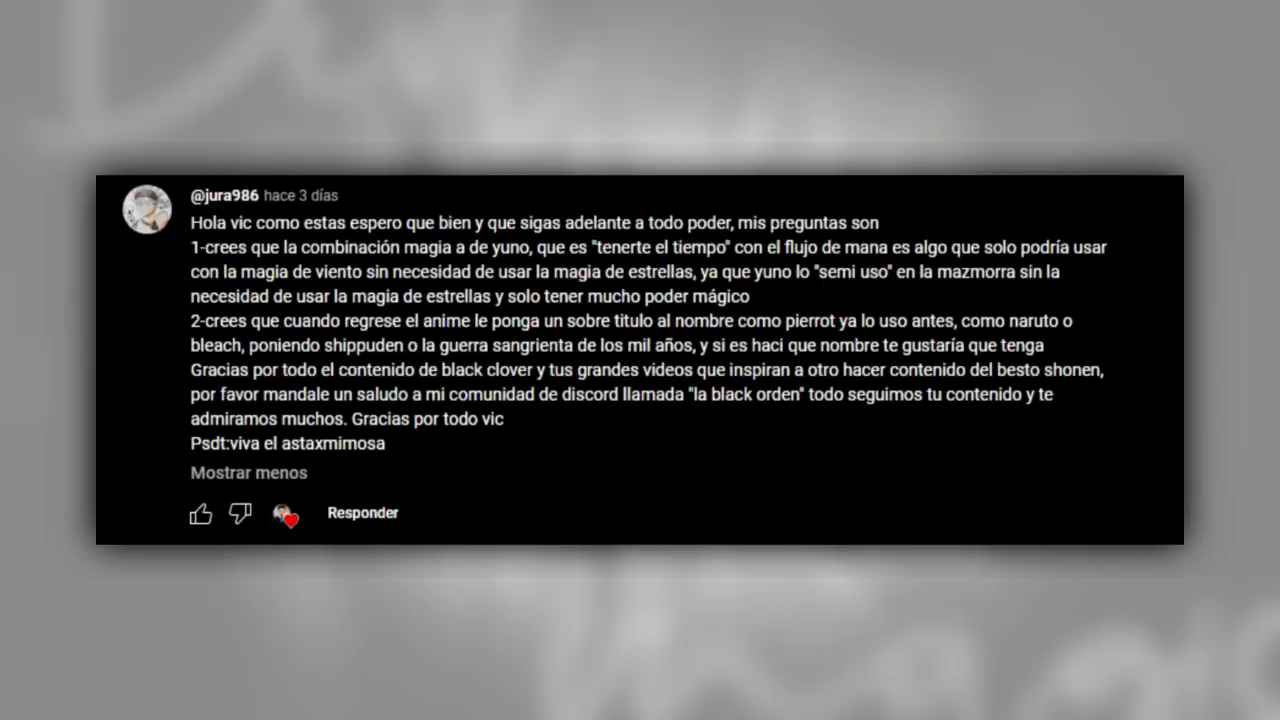 @jura986 hace 3 días
Hola vic como estas espero que bien y que sigas adelante a todo poder, mis preguntas son
1-crees que la combinación magia a de yuno, que es "tenerte el tiempo" con el flujo de mana es algo que solo podría usar
con la magia de viento sin necesidad de usar la magia de estrellas, ya que yuno lo "semi uso" en la mazmorra sin la
necesidad de usar la magia de estrellas y solo tener mucho poder mágico
2-crees que cuando regrese el anime le ponga un sobre titulo al nombre como pierrot ya lo uso antes, como naruto o
bleach, poniendo shippuden o la guerra sangrienta de los mil años, y si es haci que nombre te gustaría que tenga
Gracias por todo el contenido de black clover y tus grandes videos que inspiran a otro hacer contenido del besto shonen,
por favor mandale un saludo a mi comunidad de discord llamada "la black orden" todo seguimos tu contenido y te
admiramos muchos. Gracias por todo vic
Psdt:viva el astaxmimosa
Mostrar menos
Responder